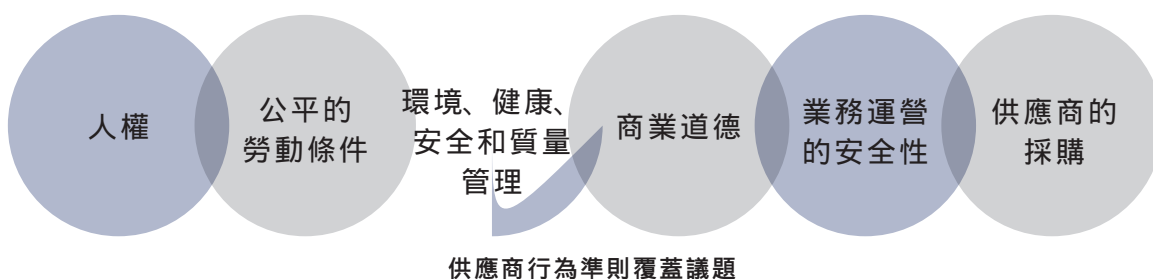 人權
公平的
勞動條件
環境、健康、
安全和質量
管理
商業道德
業務運營
的安全性
供應商的
採購
供應商行為準則覆蓋議題